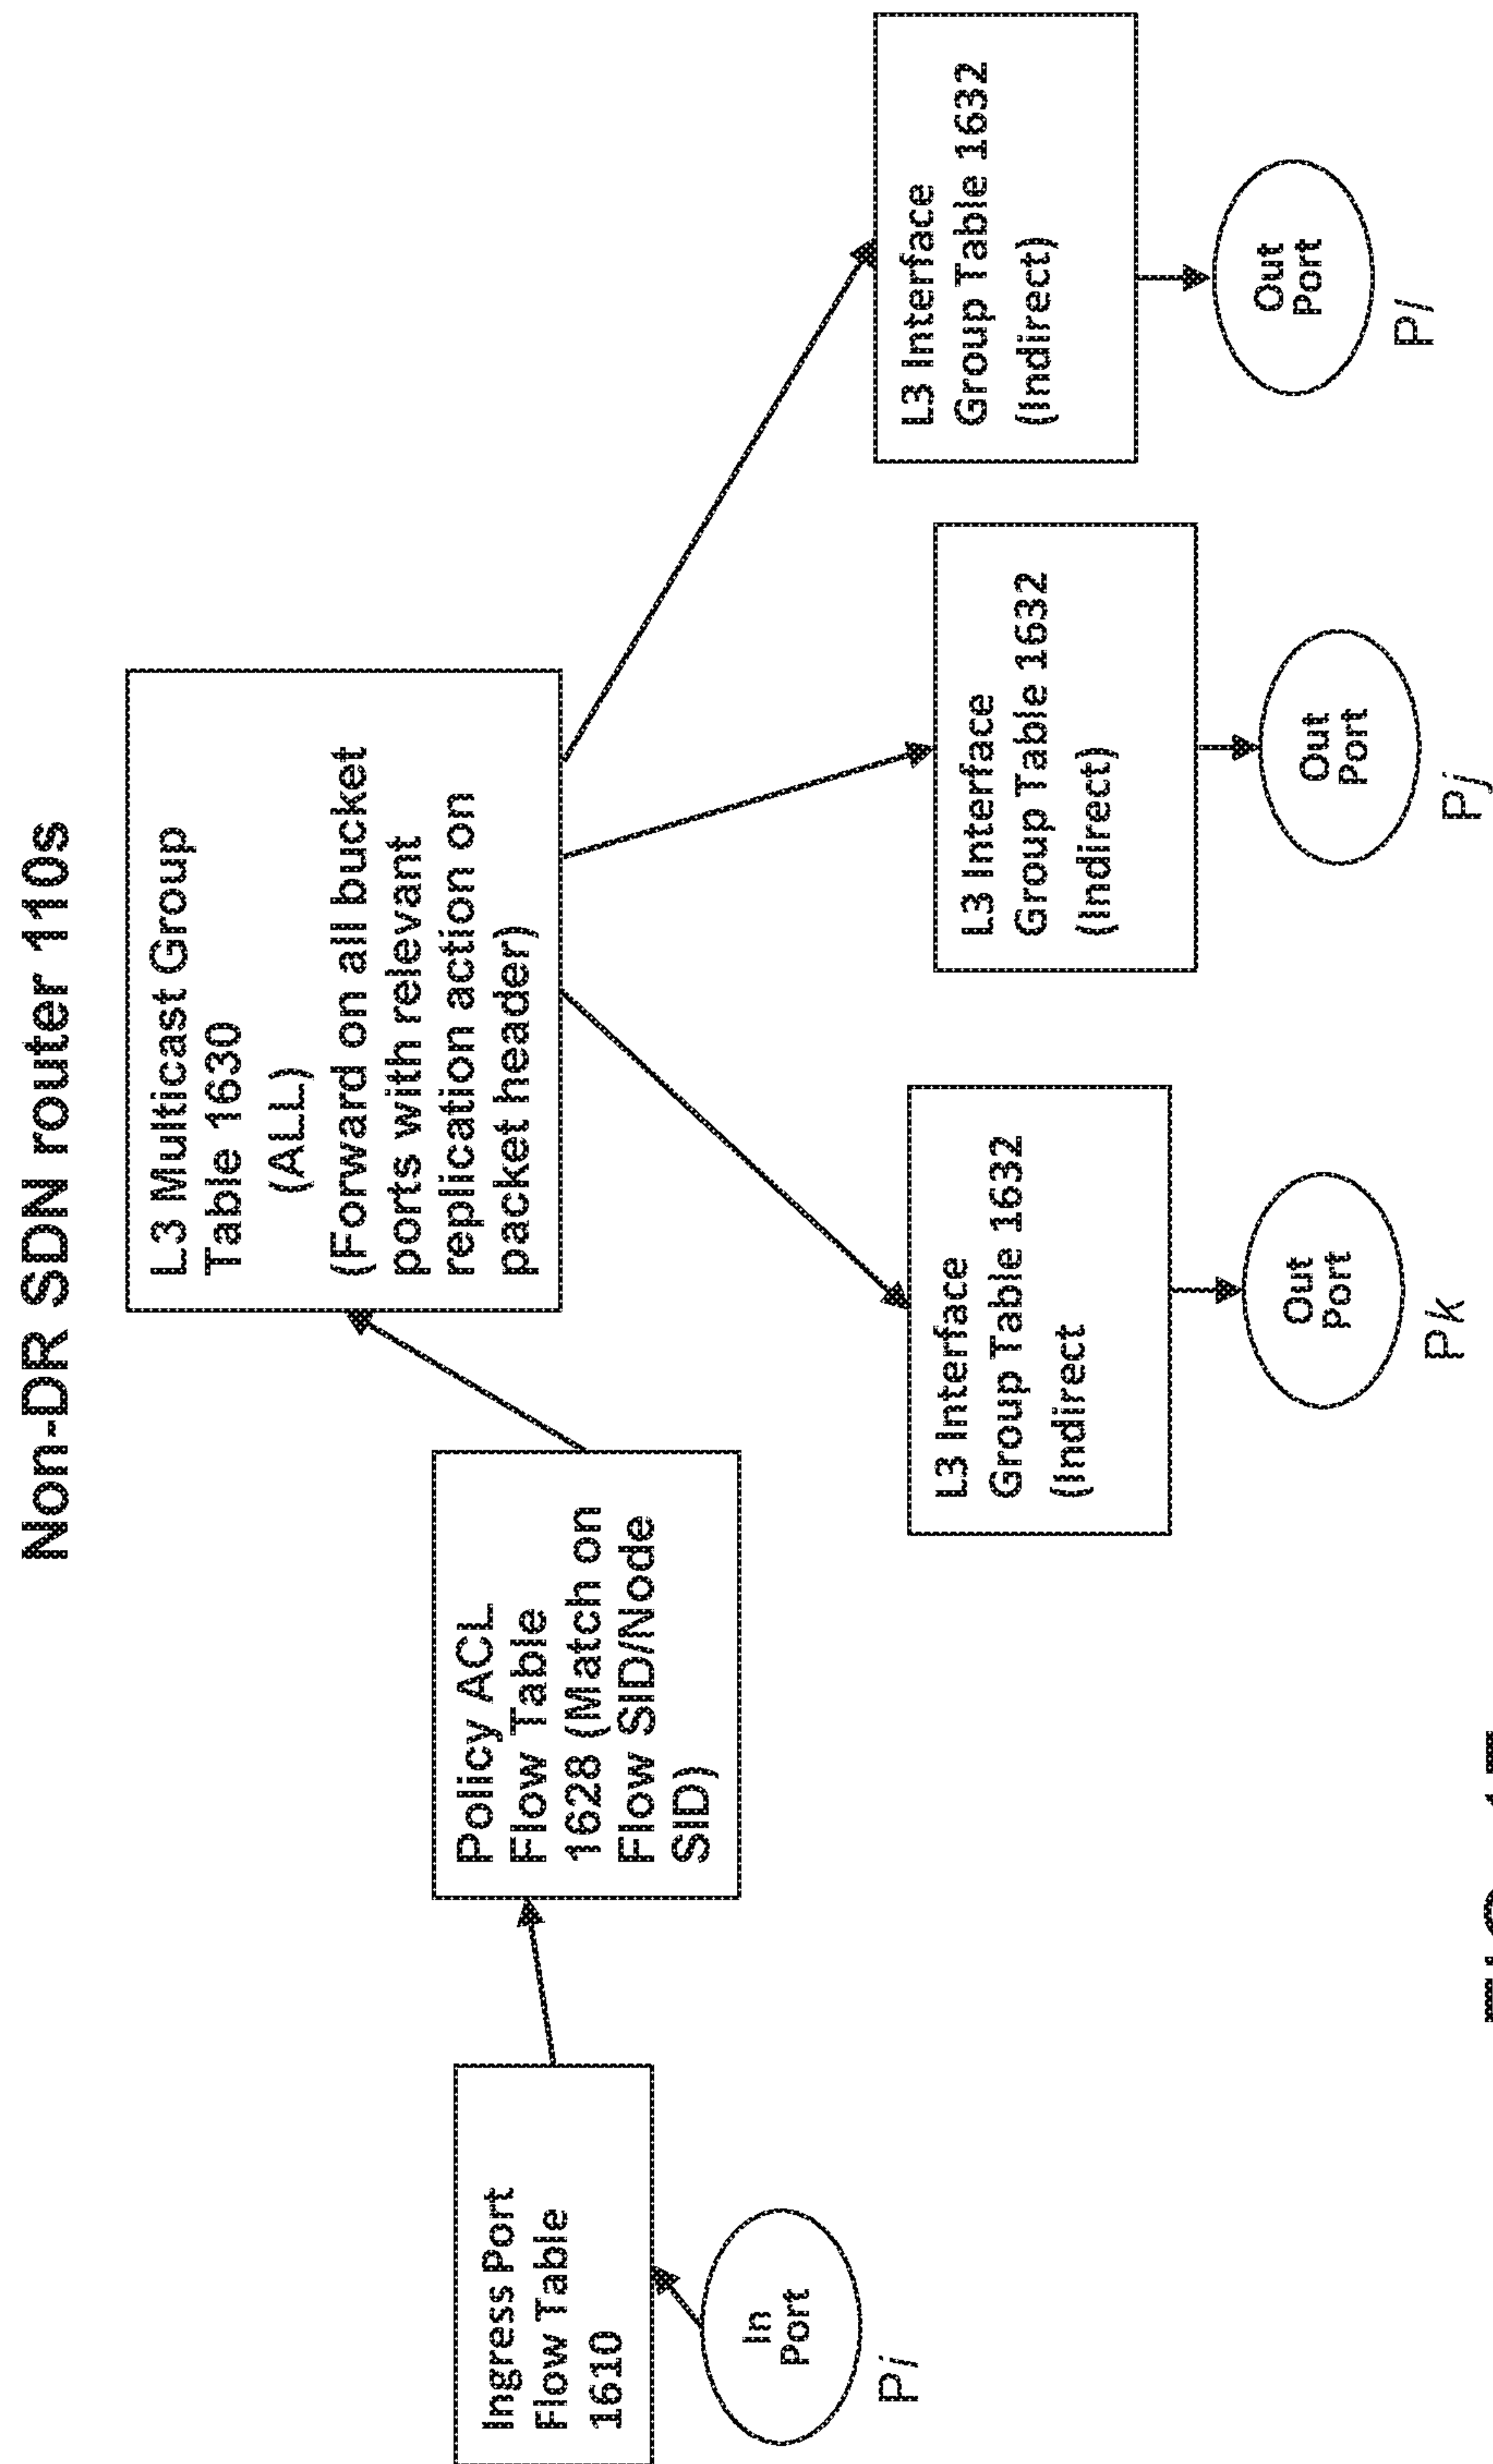 Non-DR SDN router 110s
Ingress Port
Flow Table
1610
In
Port
Pi
Policy ACL
Flow Table
1628 (Match on
Flow SID/Node
SID)
L3 Multicast Group
Table 1630
(ALL)
(Forward on all bucket
ports with relevant
replication action on
packet header)
L3 Interface
Group Table 1632
(Indirect
Out
Port
Pk
L3 Interface
Group Table 1632
(Indirect)
Out
Port
Pj
L3 Interface
Group Table 1632
(Indirect)
Out
Port
Pl